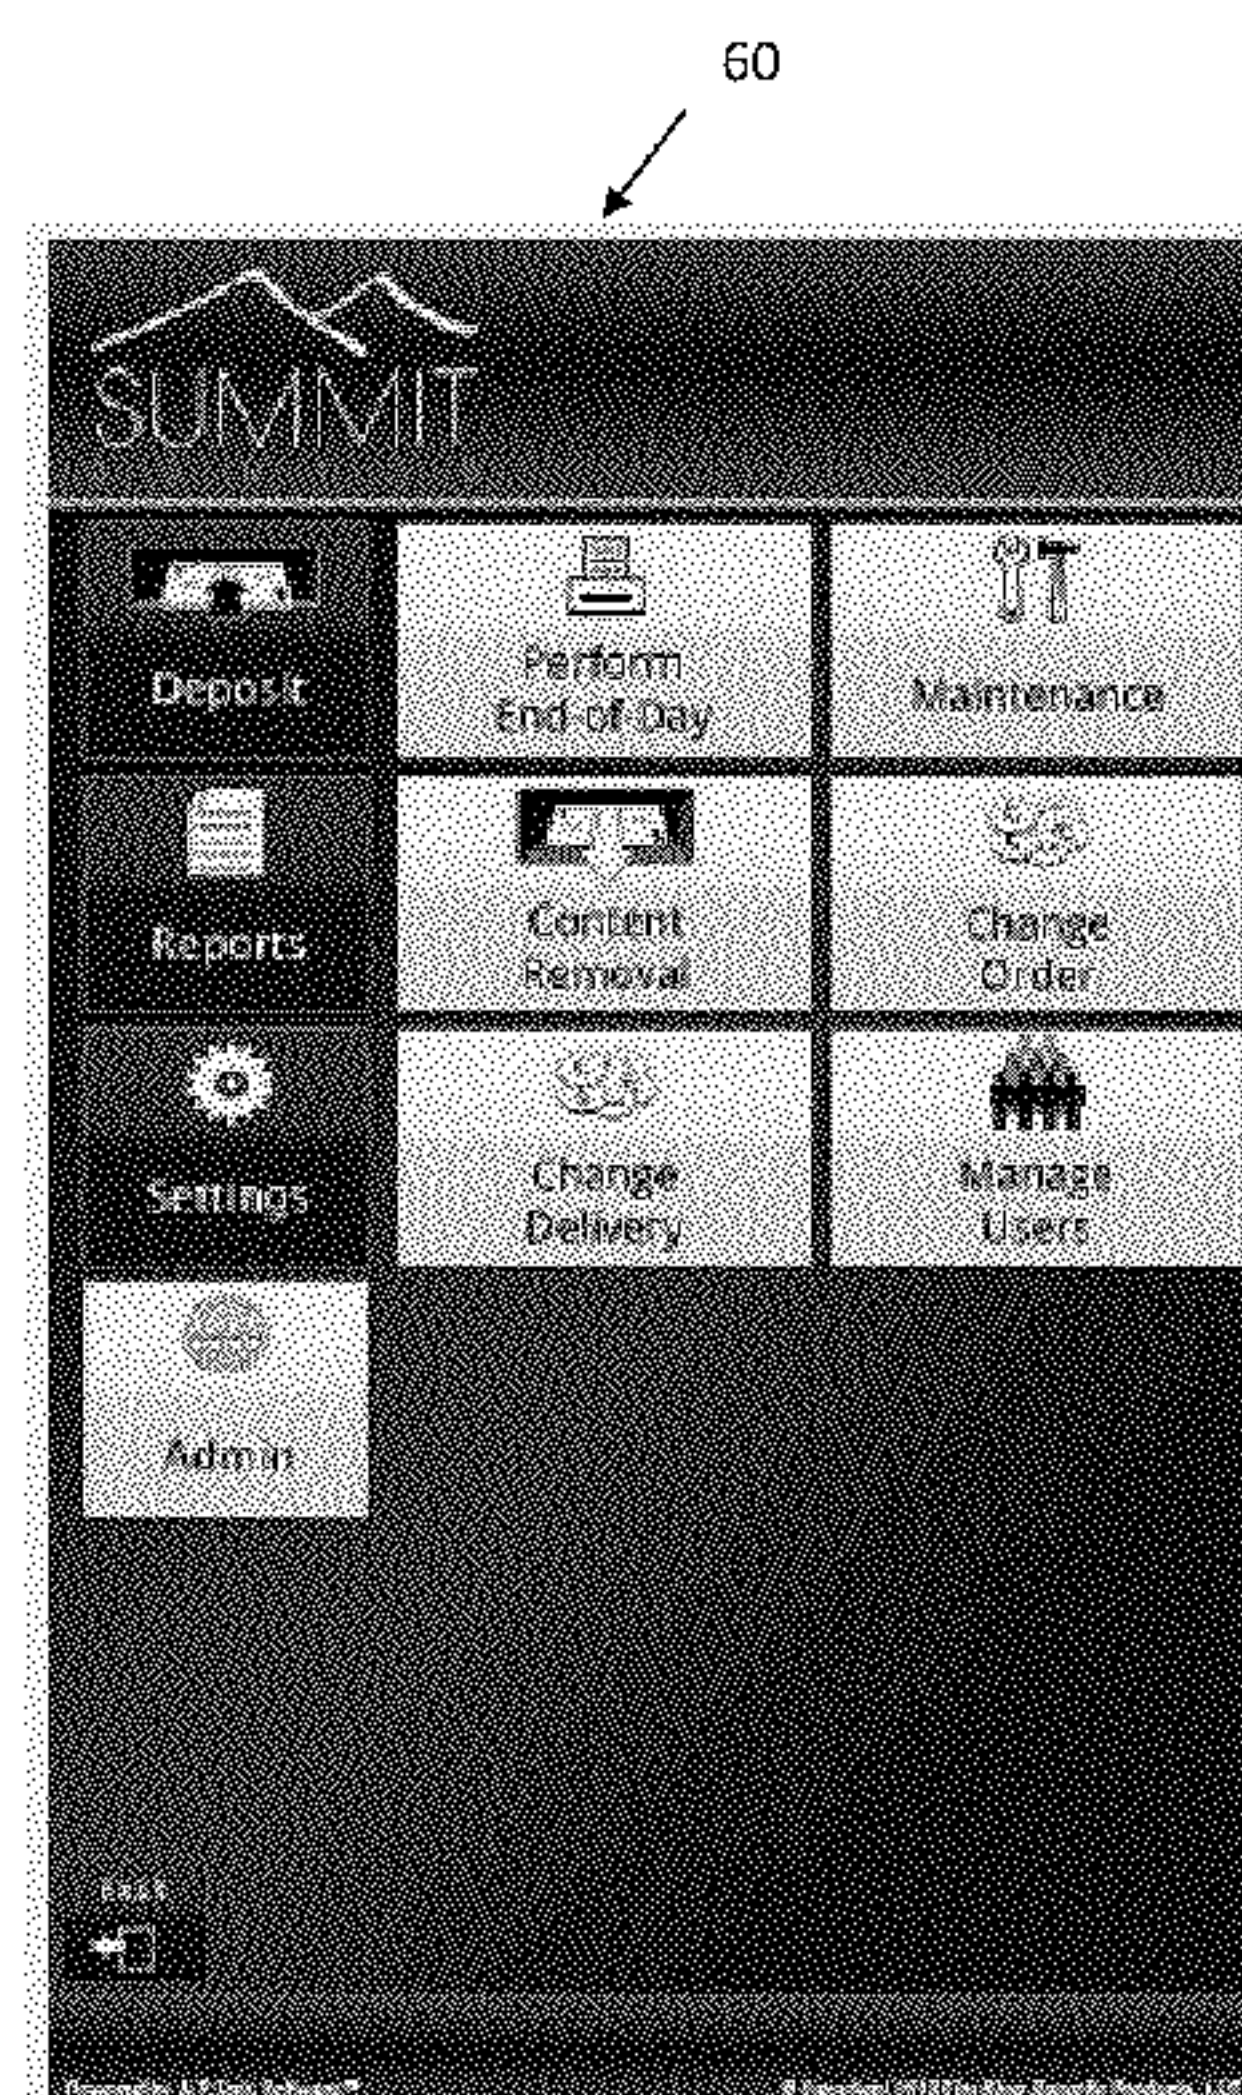 60
SUMMIT
Deposit
Perform
End-of-Day
Maintenance
Reports
Content
Removal
Change
Order
Settings
Change
Delivery
Manage
Users
Admin